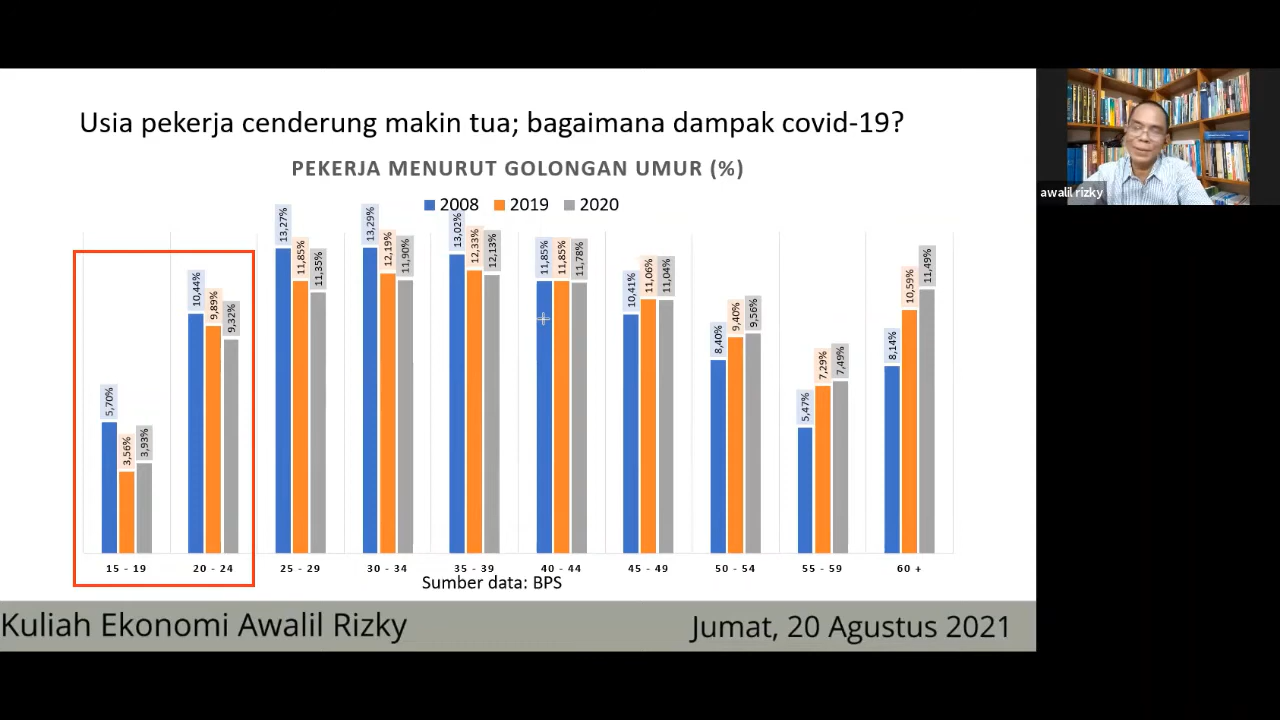 Usia pekerja cenderung makin tua; bagaimana dampak covid-19?
PEKERJA MENURUT GOLONGAN UMUR (%)
2008 2019 2020
5,70% 3,56% 3,93%
10,44% 9,89% 9,32%
13,27% 11,85% 11,35%
13,29% 12,19% 11,90%
13,02% 12,33% 12,13%
11,85% 11,85% 11,78%
10,41% 11,06% 11,04%
8,40% 9,40% 9,56%
5,47% 7,29% 7,49%
8,14% 10,59% 11,49%
15 - 19 20 - 24 25 - 29 30 - 34 35 - 39 40 - 44 45 - 49 50 - 54 55 - 59 60 +
Sumber data: BPS
Kuliah Ekonomi Awalil Rizky
Jumat, 20 Agustus 2021
awalil rizky